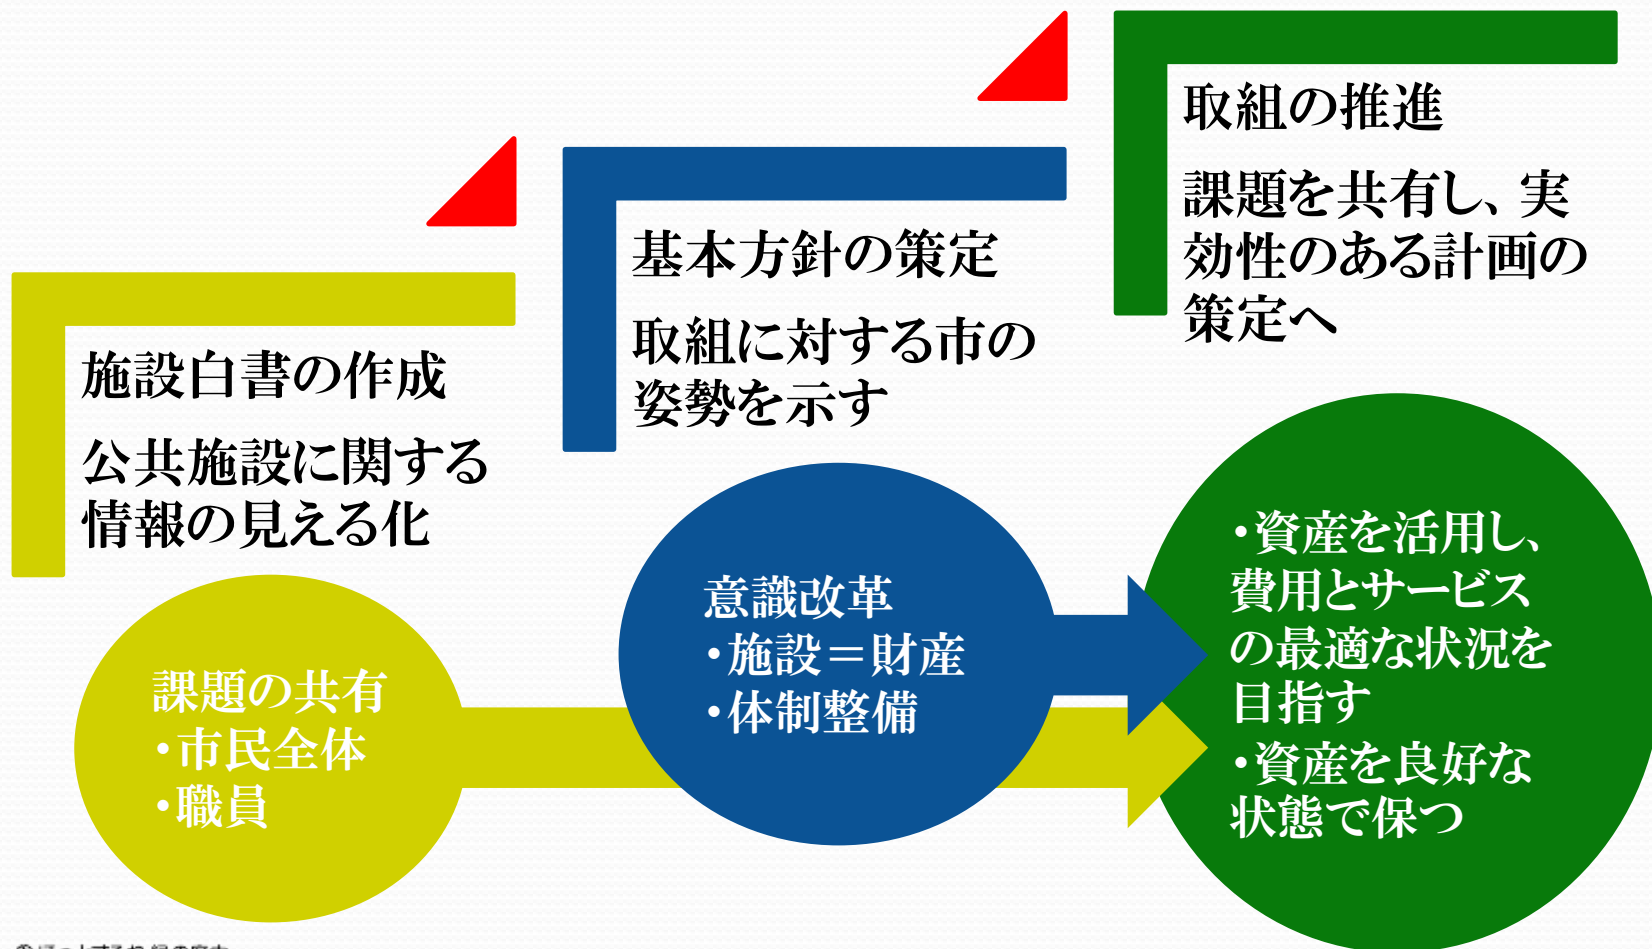 施設白書の作成
公共施設に関する
情報の見える化
基本方針の策定
取組に対する市の
姿勢を示す
取組の推進
課題を共有し、実
効性のある計画の
策定へ
課題の共有
・市民全体
・職員
意識改革
・施設＝財産
・体制整備
・資産を活用し、
費用とサービス
の最適な状況を
目指す
・資産を良好な
状態で保つ